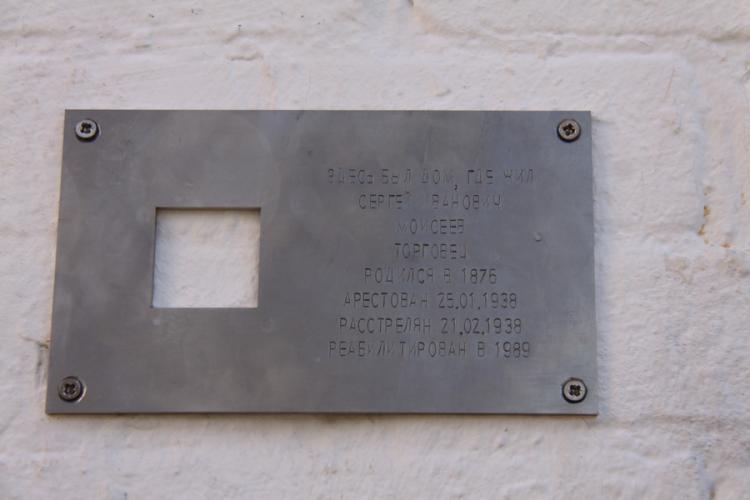 ЗДЕСЬ БЫЛ ДОМ, ГДЕ ЖИЛ
СЕРГЕЙ ИВАНОВИЧ
МОИСЕЕВ
ТОРГОВЕЦ
РОДИЛСЯ В 1876
АРЕСТОВАН 25.01.1938
РАССТРЕЛЯН 21.02.1938
РЕАБИЛИТИРОВАН В 1989